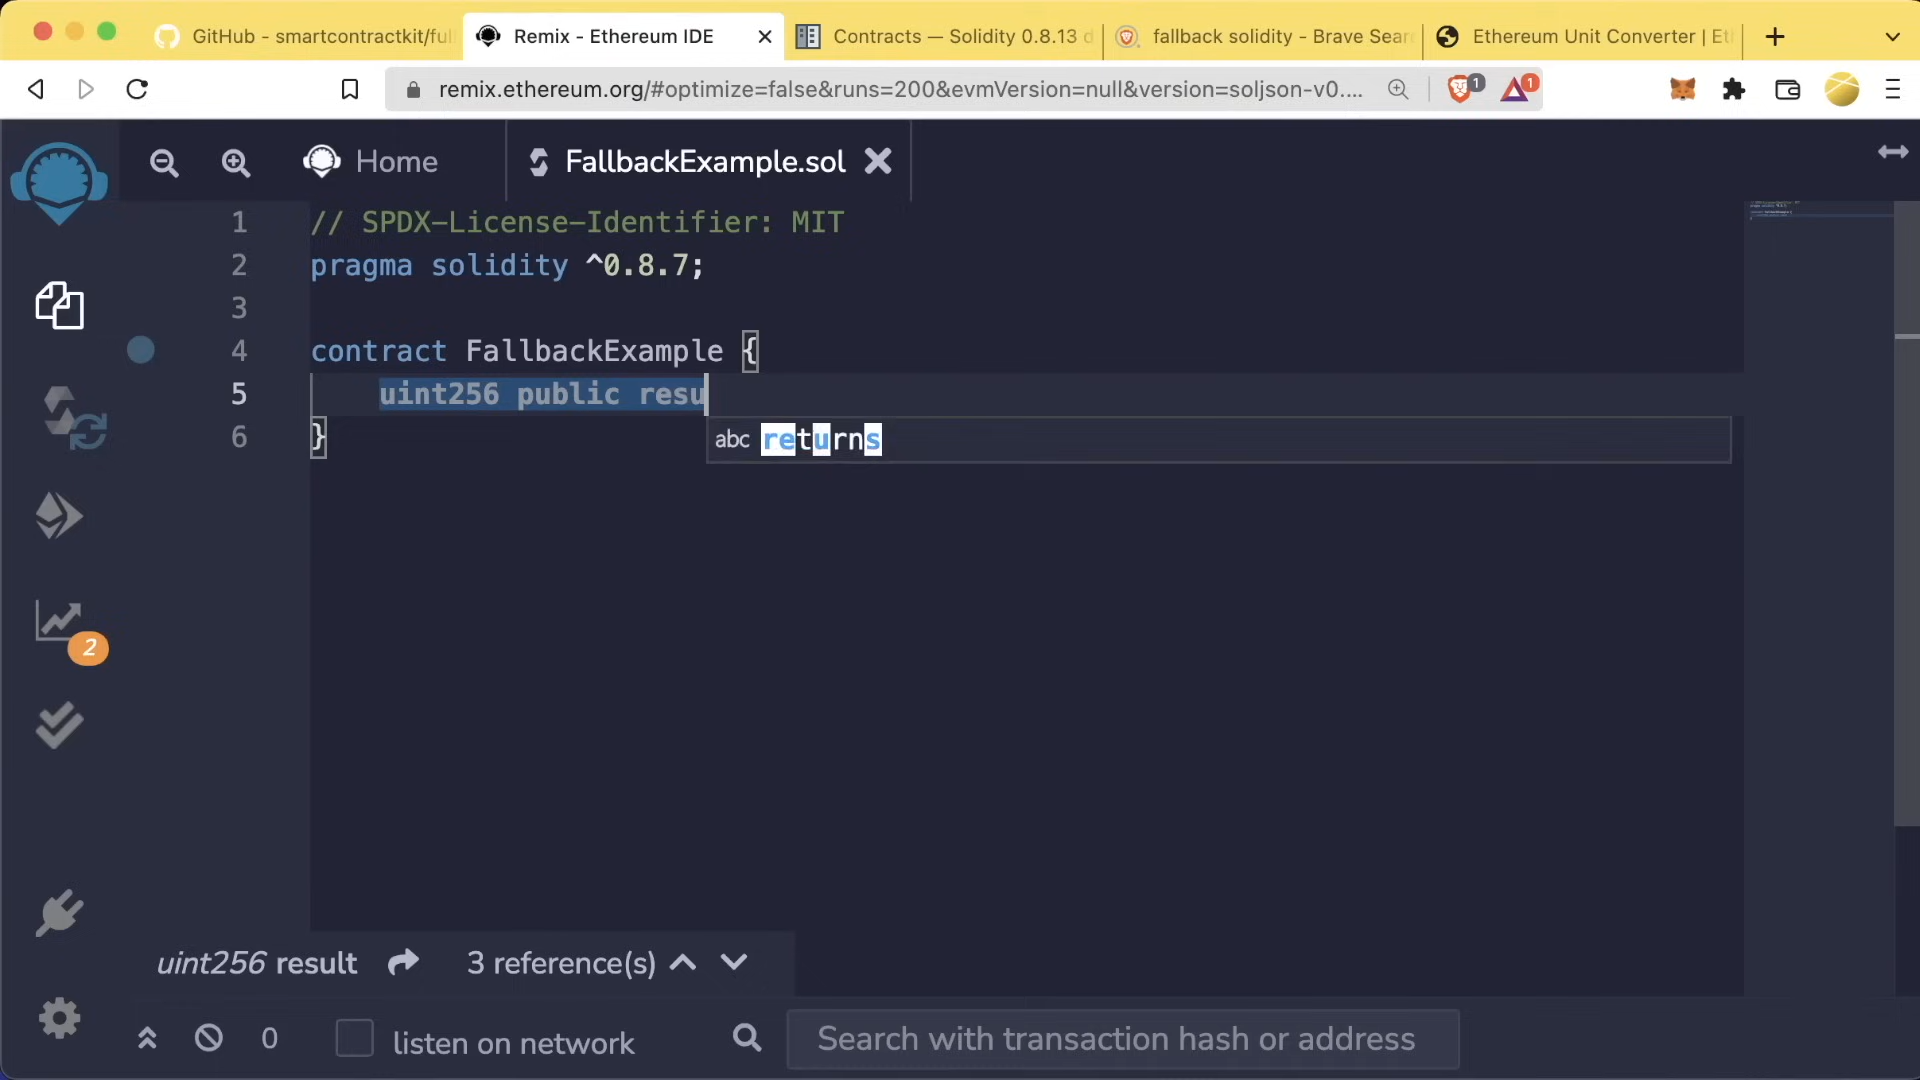 GitHub - smartcontractkit/ful
Remix - Ethereum IDE
Contracts — Solidity 0.8.13 d
fallback solidity - Brave Sear
Ethereum Unit Converter | Et
remix.ethereum.org/#optimize=false&runs=200&evmVersion=null&version=soljson-v0....
1
1
Home
FallbackExample.sol
1 // SPDX-License-Identifier: MIT
2 pragma solidity ^0.8.7;
3
4 contract FallbackExample {
5 uint256 public resu
abc returns
6 }
2
uint256 result
3 reference(s)
0
listen on network
Search with transaction hash or address